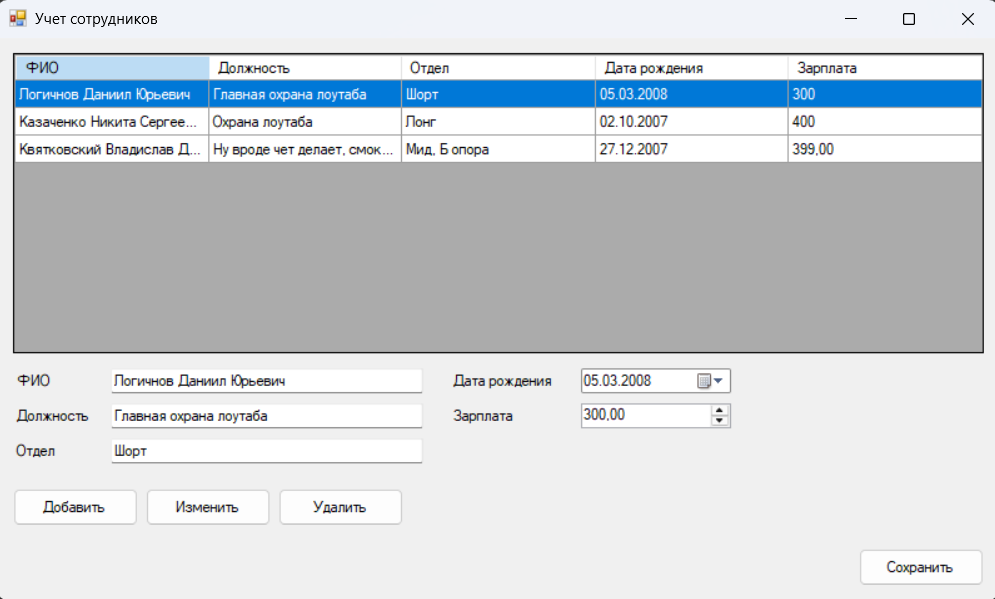 Учет сотрудников
ФИО Должность Отдел Дата рождения Зарплата
Логичнов Даниил Юрьевич Главная охрана лоутаба Шорт 05.03.2008 300
Казаченко Никита Сергее... Охрана лоутаба Лонг 02.10.2007 400
Квятковский Владислав Д... Ну вроде чет делает, смок... Мид, Б опора 27.12.2007 399,00
ФИО Логичнов Даниил Юрьевич Дата рождения 05.03.2008
Должность Главная охрана лоутаба Зарплата 300,00
Отдел Шорт
Добавить Изменить Удалить
Сохранить